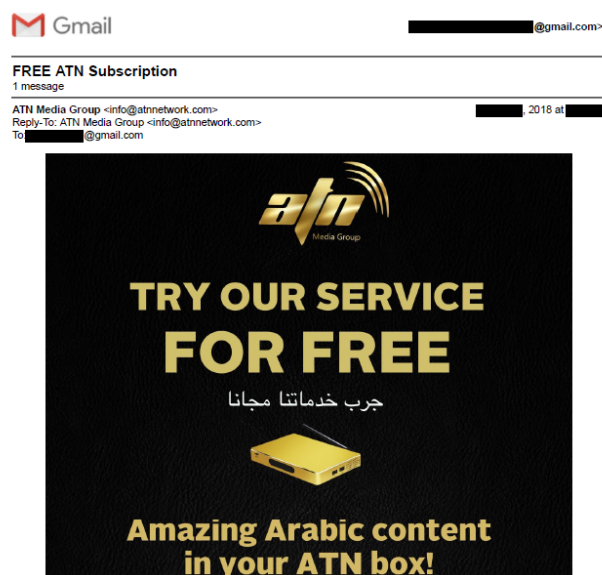 Gmail
@gmail.com>
FREE ATN Subscription
1 message
ATN Media Group <info@atnnetwork.com>
, 2018 at
Reply-To: ATN Media Group <info@atnnetwork.com>
To: @gmail.com
atn
Media Group
TRY OUR SERVICE
FOR FREE
جرب خدماتنا مجانا
Amazing Arabic content
in your ATN box!